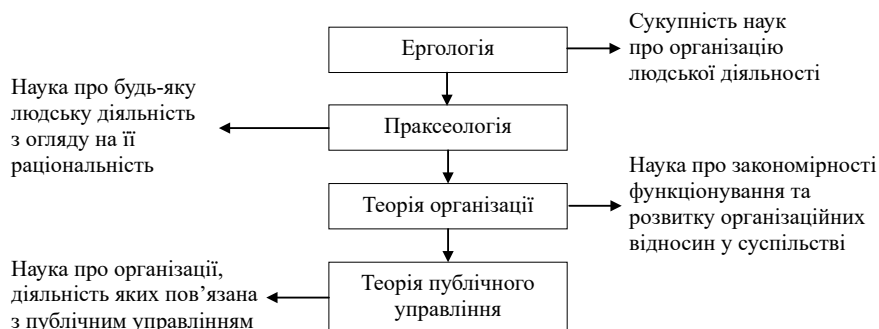 Ергологія
Сукупність наук
про організацію
людської діяльності
Наука про будь-яку
людську діяльність
з огляду на її
раціональність
Праксеологія
Теорія організації
Наука про закономірності
функціонування та
розвитку організаційних
відносин у суспільстві
Наука про організації,
діяльність яких пов’язана
з публічним управлінням
Теорія публічного
управління